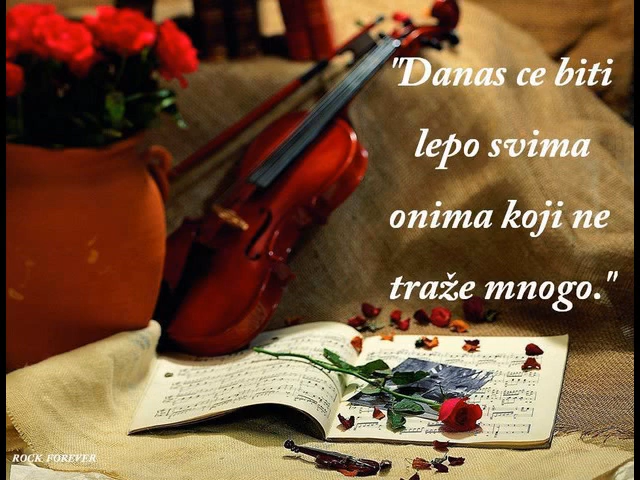 "Danas ce biti
lepo svima
onima koji ne
traže mnogo."
ROCK FOREVER